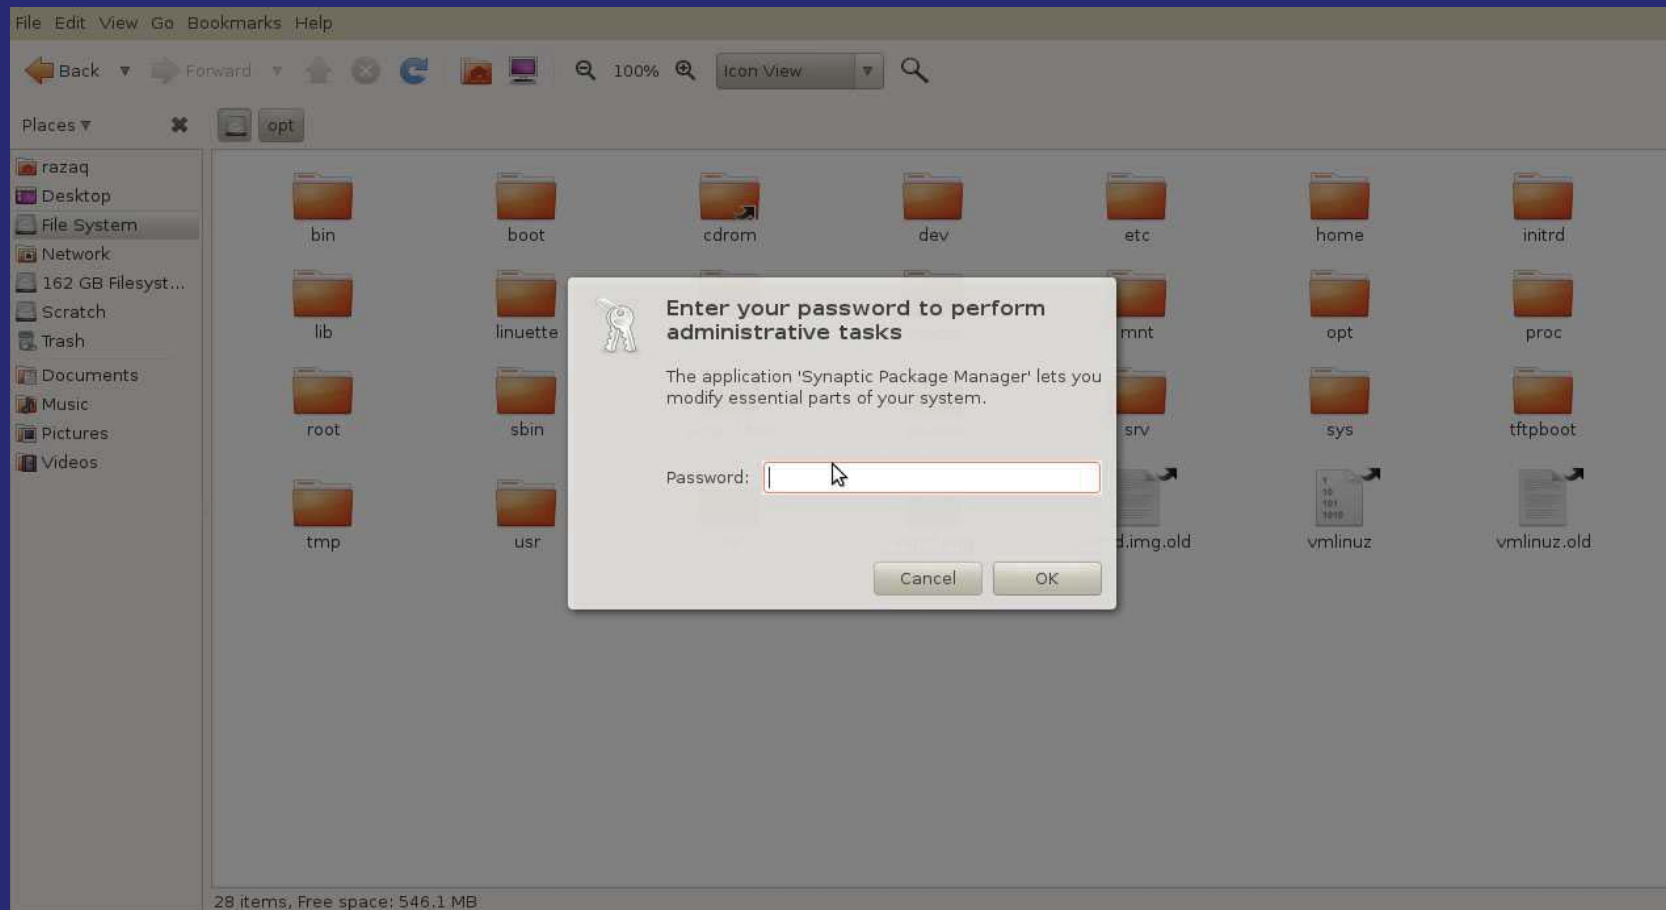 File Edit View Go Bookmarks Help
Back Forward 100% Icon View
Places opt
razaq
Desktop
File System
Network
162 GB Filesyst...
Scratch
Trash
Documents
Music
Pictures
Videos
bin boot cdrom dev etc home initrd
lib linuette mnt opt proc
root sbin srv sys tftpboot
tmp usr d.img.old vmlinuz vmlinuz.old
1
10
101
1010
Enter your password to perform
administrative tasks
The application 'Synaptic Package Manager' lets you
modify essential parts of your system.
Password:
Cancel OK
28 items, Free space: 546.1 MB